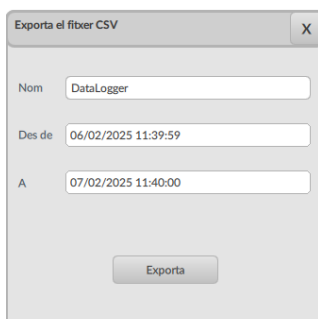 Exporta el fitxer CSV
X
Nom DataLogger
Des de 06/02/2025 11:39:59
A 07/02/2025 11:40:00
Exporta